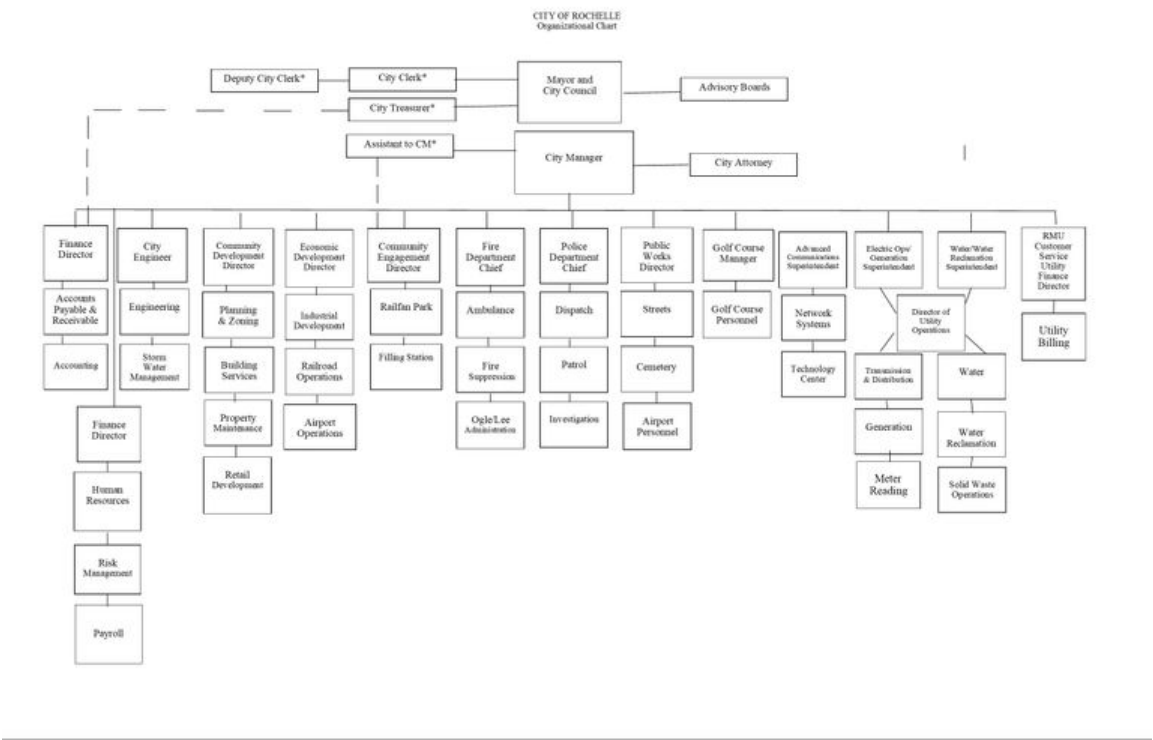 CITY OF ROCHELLE
Organizational Chart
Deputy City Clerk*
City Clerk*
Mayor and
City Council
Advisory Boards
City Treasurer*
Assistant to CM*
City Manager
City Attorney
Finance
Director
Accounts
Payable &
Receivable
Accounting
Finance
Director
Human
Resources
Risk
Management
Payroll
City
Engineer
Engineering
Storm
Water
Management
Community
Development
Director
Planning
& Zoning
Building
Services
Property
Maintenance
Retail
Development
Economic
Development
Director
Industrial
Development
Railroad
Operations
Airport
Operations
Community
Engagement
Director
Railfan Park
Filling Station
Fire
Department
Chief
Ambulance
Fire
Suppression
Ogle/Lee
Administration
Police
Department
Chief
Dispatch
Patrol
Investigation
Public
Works
Director
Streets
Cemetery
Airport
Personnel
Golf Course
Manager
Golf Course
Personnel
Advanced
Communications
Superintendent
Network
Systems
Technology
Center
Electric Ops/
Generation
Superintendent
Water/Water
Reclamation
Superintendent
Director of
Utility
Operations
Transmission
& Distribution
Generation
Meter
Reading
Water
Water
Reclamation
Solid Waste
Operations
RMU
Customer
Service
Utility
Finance
Director
Utility
Billing